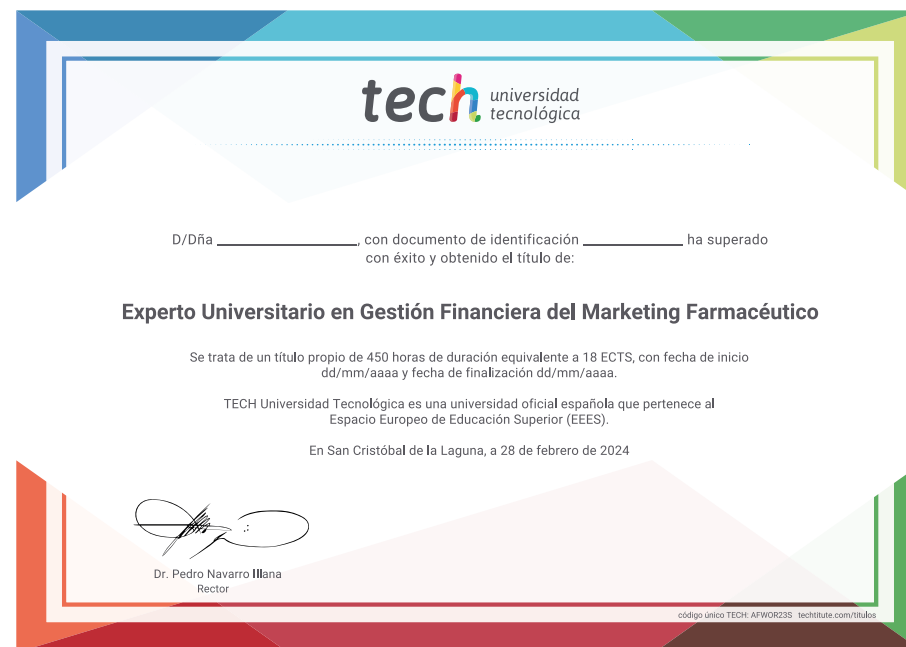 tech universidad
tecnológica
D/Dña ____________________, con documento de identificación ______________ ha superado
con éxito y obtenido el título de:
Experto Universitario en Gestión Financiera del Marketing Farmacéutico
Se trata de un título propio de 450 horas de duración equivalente a 18 ECTS, con fecha de inicio
dd/mm/aaaa y fecha de finalización dd/mm/aaaa.
TECH Universidad Tecnológica es una universidad oficial española que pertenece al
Espacio Europeo de Educación Superior (EEES).
En San Cristóbal de la Laguna, a 28 de febrero de 2024
Dr. Pedro Navarro Illana
Rector
código único TECH: AFWOR23S techtitute.com/titulos